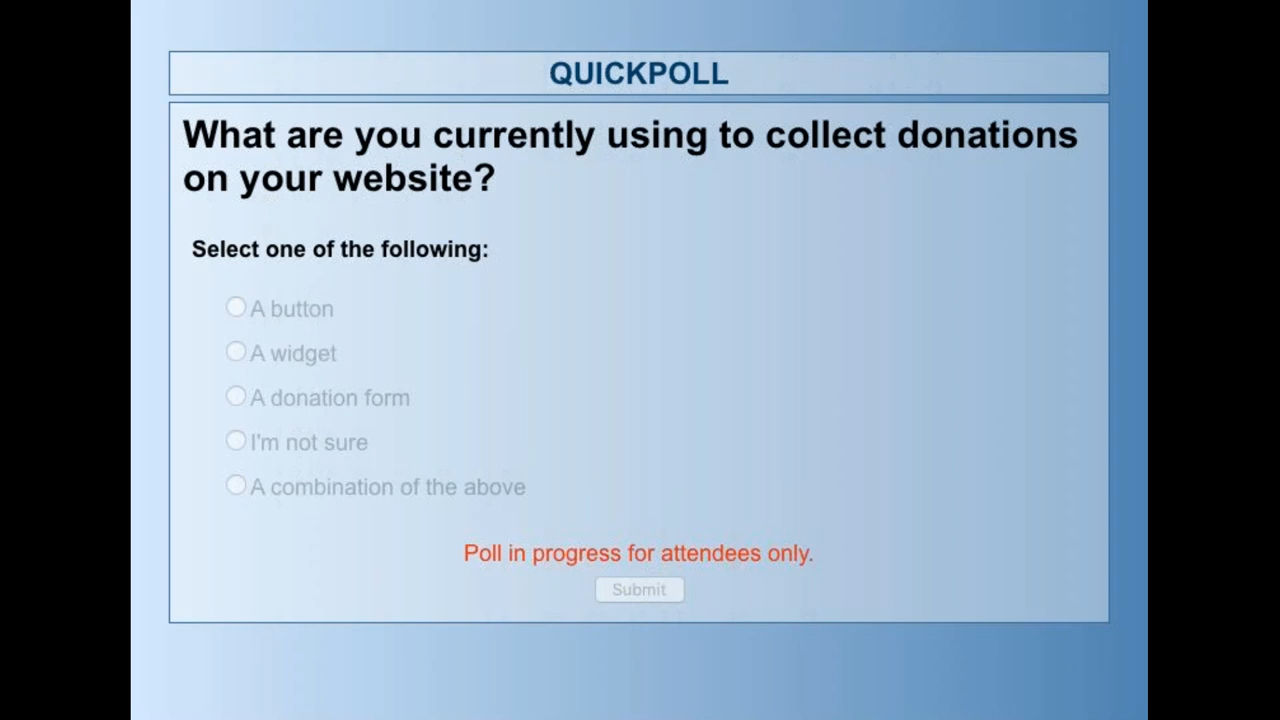 QUICKPOLL
What are you currently using to collect donations
on your website?
Select one of the following:
A button
A widget
A donation form
I'm not sure
A combination of the above
Poll in progress for attendees only.
Submit